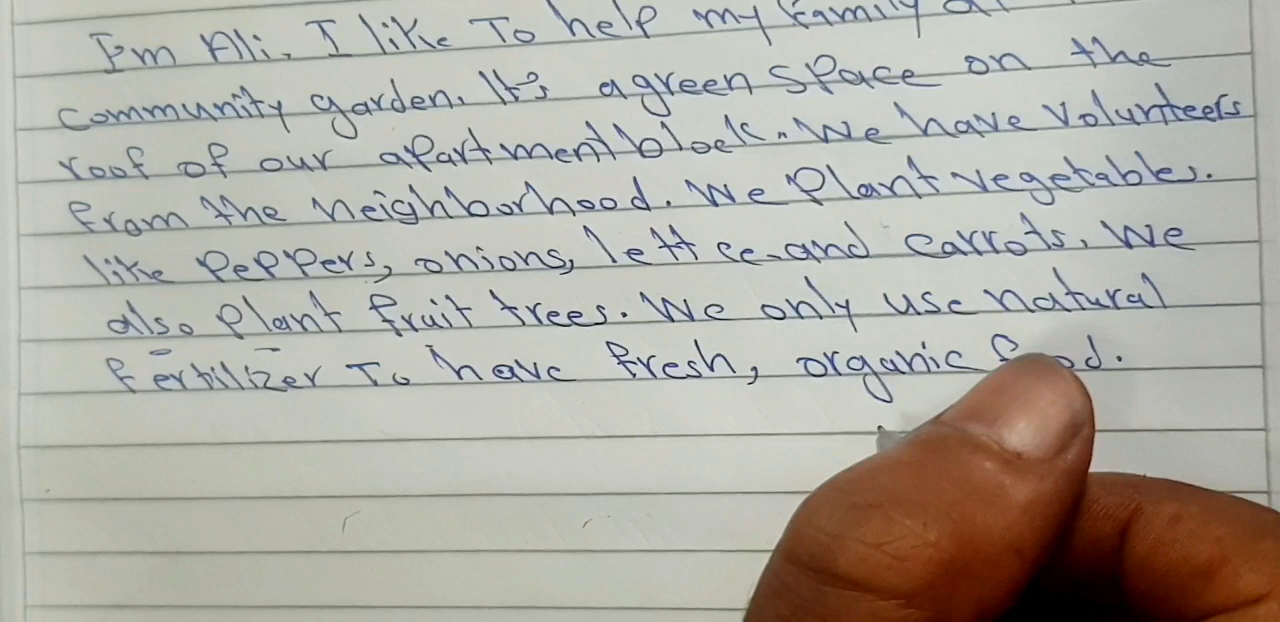 I'm Ali. I like To help my family at
community garden. It's a green space on the
roof of our apartment block. We have Volunteers
from the neighborhood. We Plant vegetables.
like Peppers, onions, lettce and carrots. We
also Plant fruit trees. We only use natural
fertilizer To have fresh, organic food.